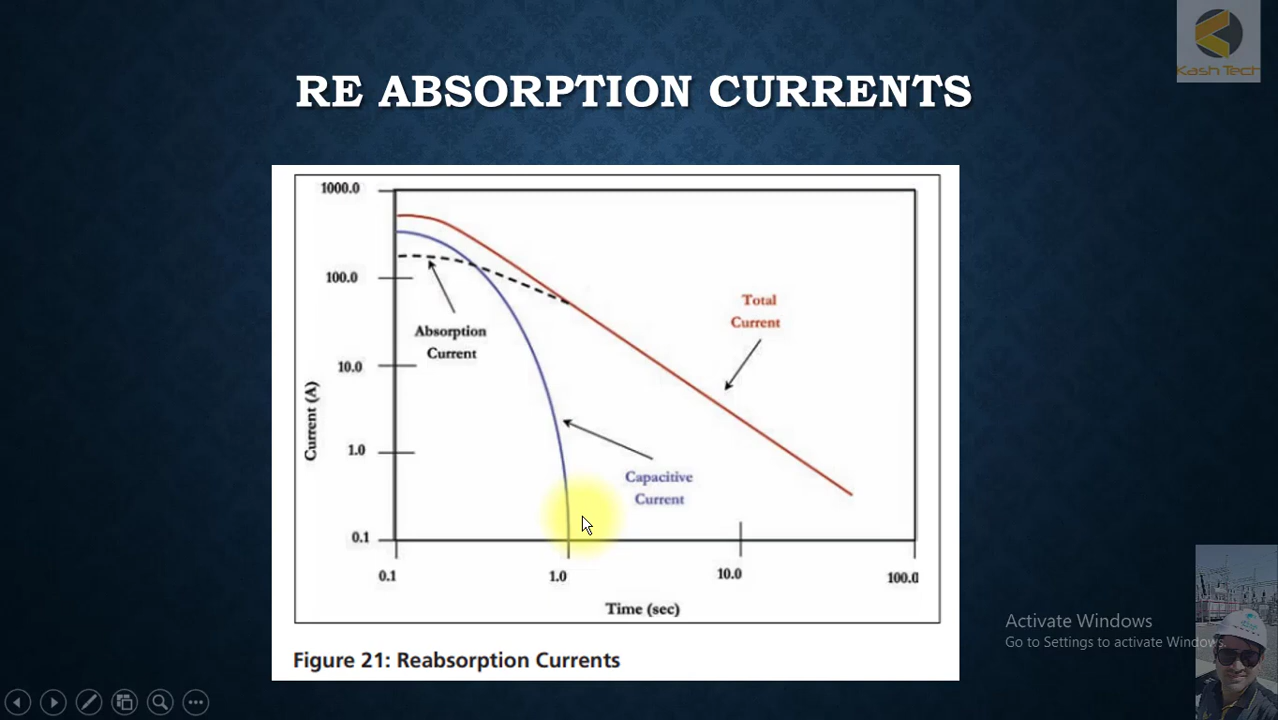 Kash Tech
RE ABSORPTION CURRENTS
1000.0
100.0
10.0
1.0
0.1
Current (A)
Absorption
Current
Total
Current
Capacitive
Current
0.1
1.0
10.0
100.0
Time (sec)
Figure 21: Reabsorption Currents
Activate Windows
Go to Settings to activate Windows.